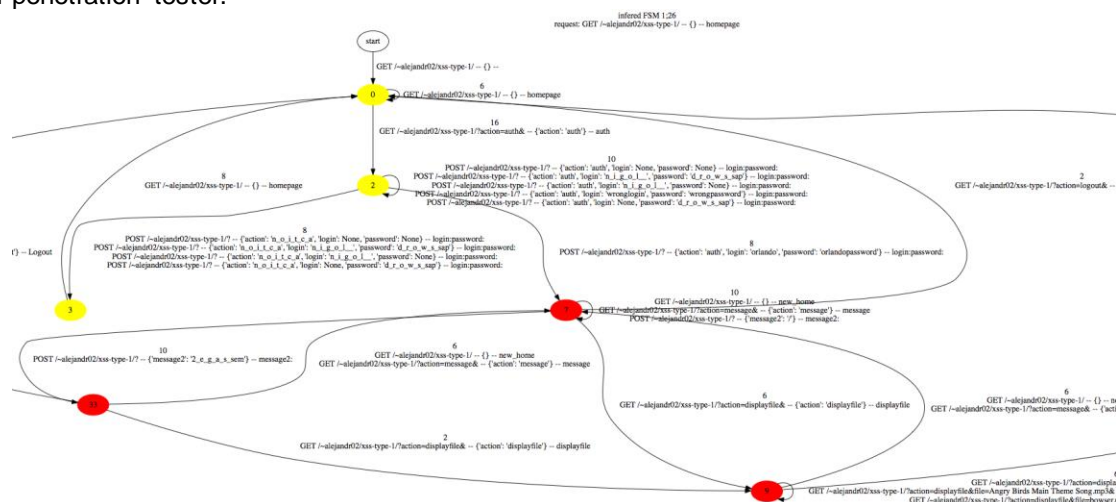 penetration tester.
infered FSM 1:26
request: GET /~alejandr02/xss-type-1/ -- {} -- homepage
start
GET /~alejandr02/xss-type-1/ -- {} --
0
6
GET /~alejandr02/xss-type-1/ -- {} -- homepage
16
GET /~alejandr02/xss-type-1/?action=auth& -- {'action': 'auth'} -- auth
2
10
POST /~alejandr02/xss-type-1/? -- {'action': 'auth', 'login': None, 'password': None} -- login:password:
POST /~alejandr02/xss-type-1/? -- {'action': 'auth', 'login': 'n_i_g_o_l__', 'password': 'd_r_o_w_s_sap'} -- login:password:
POST /~alejandr02/xss-type-1/? -- {'action': 'auth', 'login': 'n_i_g_o_l__', 'password': None} -- login:password:
POST /~alejandr02/xss-type-1/? -- {'action': 'auth', 'login': 'wronglogin', 'password': 'wrongpassword'} -- login:password:
POST /~alejandr02/xss-type-1/? -- {'action': 'auth', 'login': None, 'password': 'd_r_o_w_s_sap'} -- login:password:
8
GET /~alejandr02/xss-type-1/ -- {} -- homepage
2
GET /~alejandr02/xss-type-1/?action=logout& --
8
POST /~alejandr02/xss-type-1/? -- {'action': 'n_o_i_t_c_a', 'login': None, 'password': None} -- login:password:
POST /~alejandr02/xss-type-1/? -- {'action': 'n_o_i_t_c_a', 'login': 'n_i_g_o_l__', 'password': 'd_r_o_w_s_sap'} -- login:password:
POST /~alejandr02/xss-type-1/? -- {'action': 'n_o_i_t_c_a', 'login': 'n_i_g_o_l__', 'password': None} -- login:password:
POST /~alejandr02/xss-type-1/? -- {'action': 'n_o_i_t_c_a', 'login': None, 'password': 'd_r_o_w_s_sap'} -- login:password:
'} -- Logout
8
POST /~alejandr02/xss-type-1/? -- {'action': 'auth', 'login': 'orlando', 'password': 'orlandopassword'} -- login:password:
3
10
GET /~alejandr02/xss-type-1/ -- {} -- new_home
GET /~alejandr02/xss-type-1/?action=message& -- {'action': 'message'} -- message
POST /~alejandr02/xss-type-1/? -- {'message2': '/'} -- message2:
10
POST /~alejandr02/xss-type-1/? -- {'message2': '2_e_g_a_s_sem'} -- message2:
6
GET /~alejandr02/xss-type-1/ -- {} -- new_home
GET /~alejandr02/xss-type-1/?action=message& -- {'action': 'message'} -- message
6
GET /~alejandr02/xss-type-1/?action=displayfile& -- {'action': 'displayfile'} -- displayfile
6
GET /~alejandr02/xss-type-1/ -- {} --
GET /~alejandr02/xss-type-1/?action=message& --
2
GET /~alejandr02/xss-type-1/?action=displayfile& -- {'action': 'displayfile'} -- displayfile
GET /~alejandr02/xss-type-1/?action=
GET /~alejandr02/xss-type-1/?action=displayfile&file=Angry Birds Main Theme Song.mp3&
GET /~alejandr02/xss-type-1/?action=displayfile&file=bowser